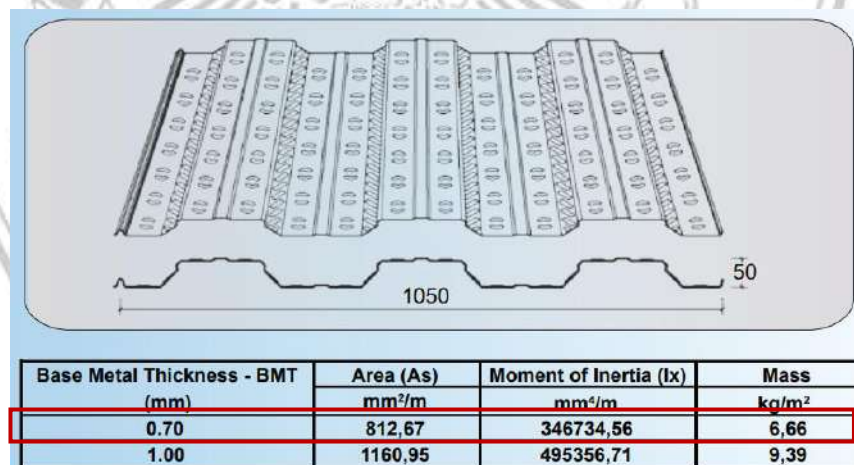 50
1050
Base Metal Thickness - BMT Area (As) Moment of Inertia (Ix) Mass
(mm) mm²/m mm⁴/m kg/m²
0.70 812,67 346734,56 6,66
1.00 1160,95 495356,71 9,39